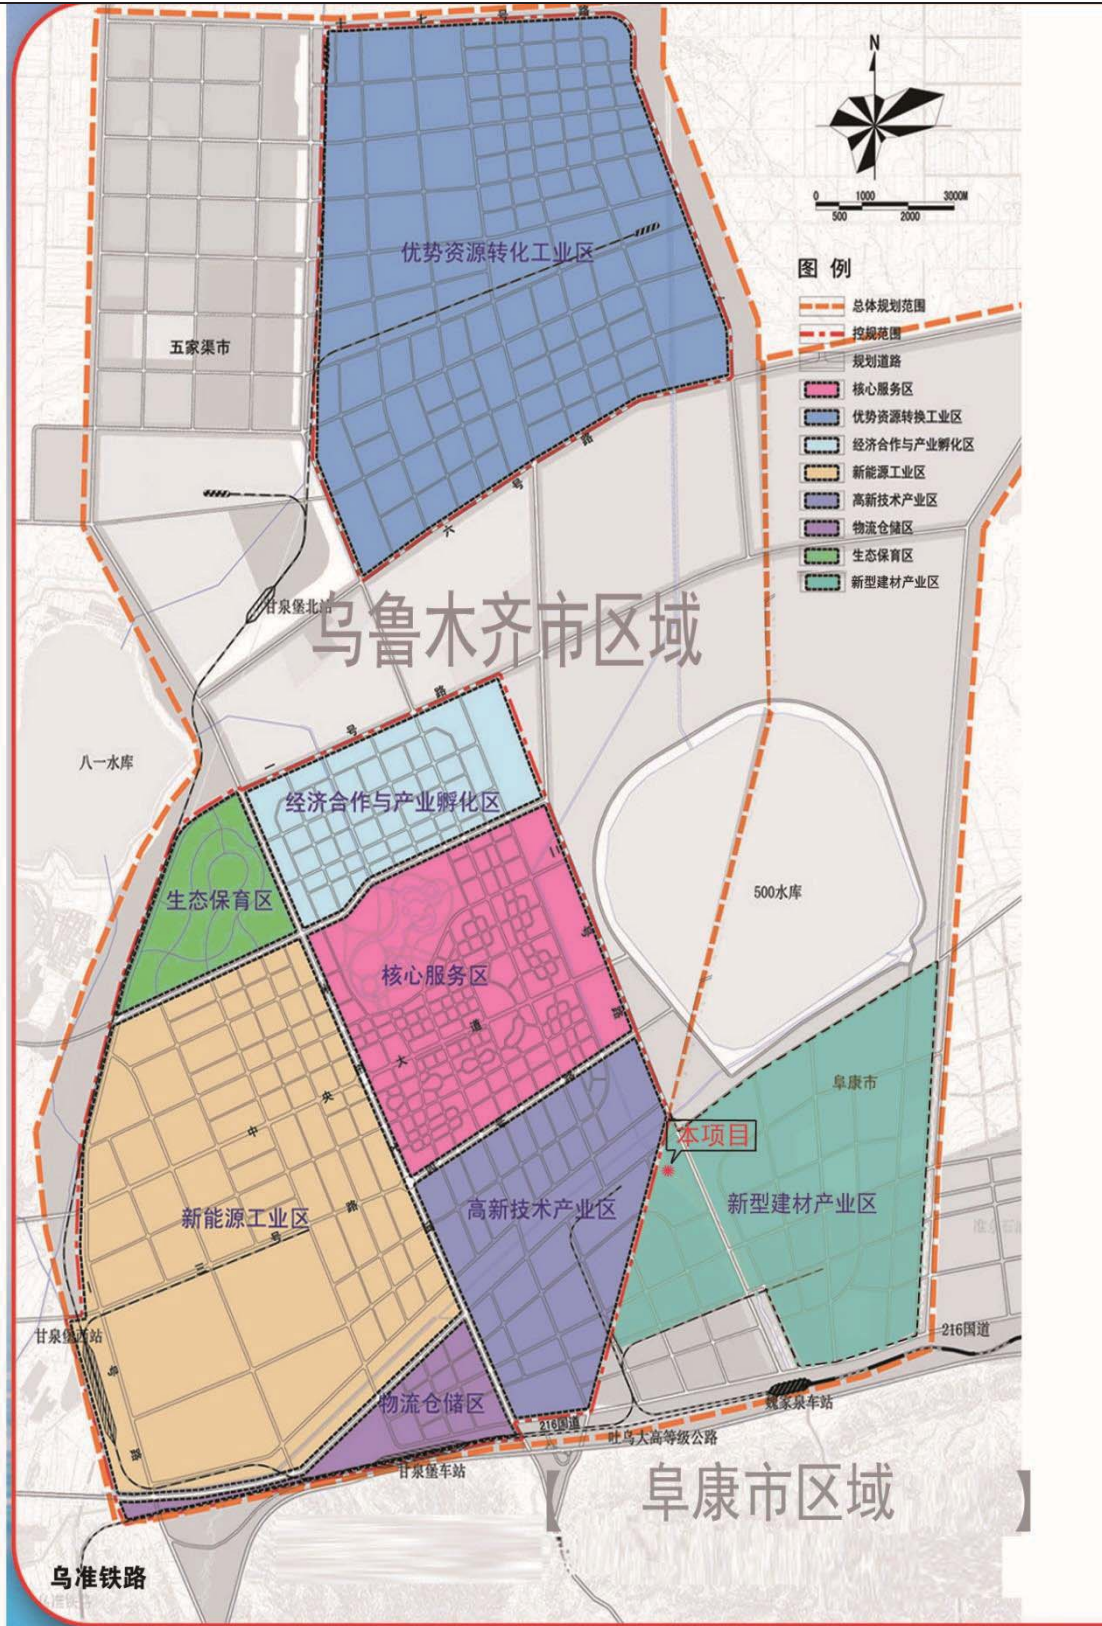 十七号路
N
0 1000 3000M
500 2000
优势资源转化工业区
图例
总体规划范围
控规范围
规划道路
核心服务区
优势资源转换工业区
经济合作与产业孵化区
新能源工业区
高新技术产业区
物流仓储区
生态保育区
新型建材产业区
五家渠市
六号路
甘泉堡北站
乌鲁木齐市区域
一号路
八一水库
经济合作与产业孵化区
二号路
500水库
生态保育区
核心服务区
中央大道
阜康市
本项目
新能源工业区
高新技术产业区
新型建材产业区
三号路
甘泉堡西站
216国道
物流仓储区
魏家泉车站
216国道
吐乌大高等级公路
甘泉堡车站
【阜康市区域】
乌准铁路